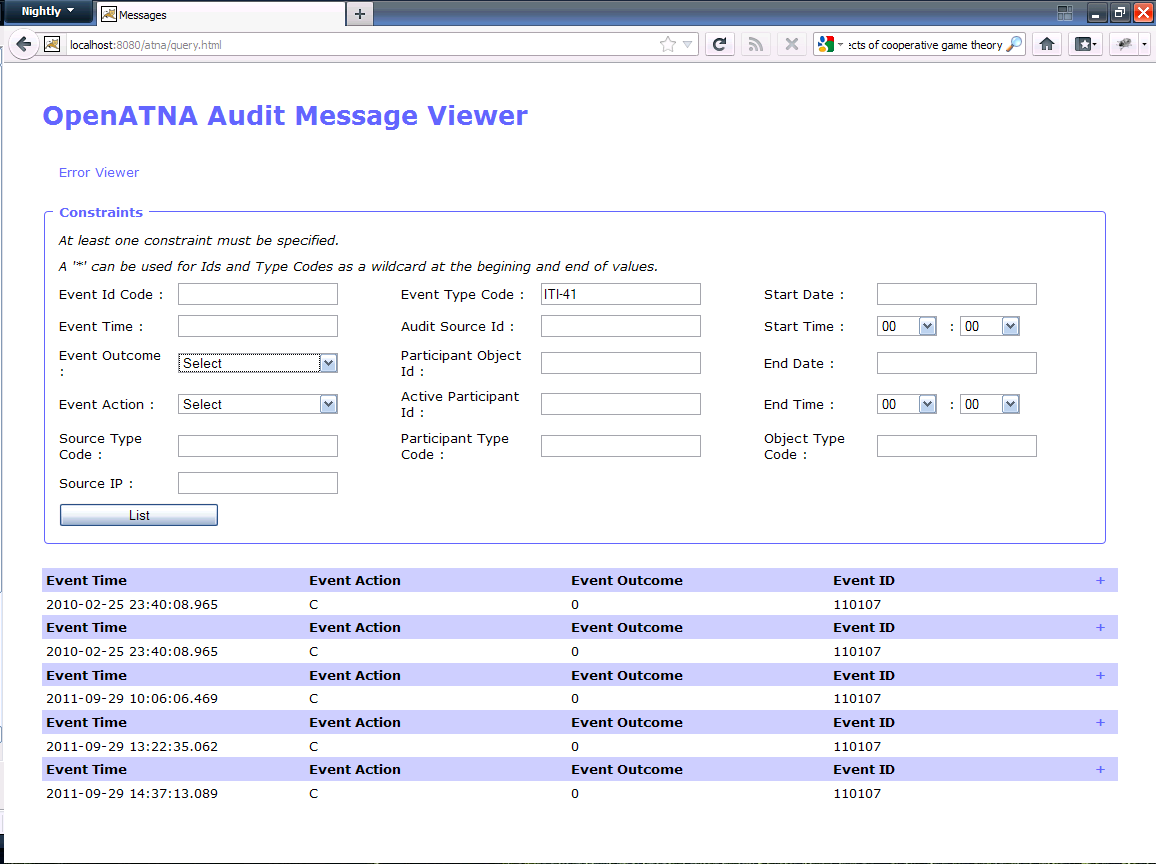 Nightly
Messages
localhost:8080/atna/query.html
:cts of cooperative game theory
OpenATNA Audit Message Viewer
Error Viewer
Constraints
At least one constraint must be specified.
A '*' can be used for Ids and Type Codes as a wildcard at the begining and end of values.
Event Id Code : Event Type Code : ITI-41 Start Date :
Event Time : Audit Source Id : Start Time : 00 : 00
Event Outcome : Select Participant Object Id : End Date :
Event Action : Select Active Participant Id : End Time : 00 : 00
Source Type Code : Participant Type Code : Object Type Code :
Source IP :
List
Event Time Event Action Event Outcome Event ID +
2010-02-25 23:40:08.965 C 0 110107
Event Time Event Action Event Outcome Event ID +
2010-02-25 23:40:08.965 C 0 110107
Event Time Event Action Event Outcome Event ID +
2011-09-29 10:06:06.469 C 0 110107
Event Time Event Action Event Outcome Event ID +
2011-09-29 13:22:35.062 C 0 110107
Event Time Event Action Event Outcome Event ID +
2011-09-29 14:37:13.089 C 0 110107